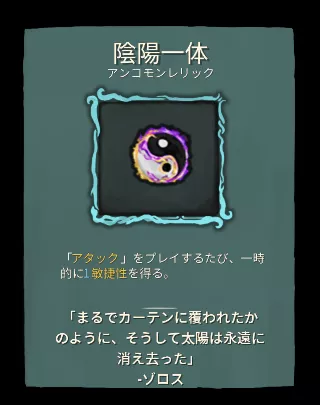 陰陽一体
アンコモンレリック
「アタック」をプレイするたび、一時
的に1敏捷性を得る。
「まるでカーテンに覆われたか
のように、そうして太陽は永遠に
消え去った」
-ゾロス